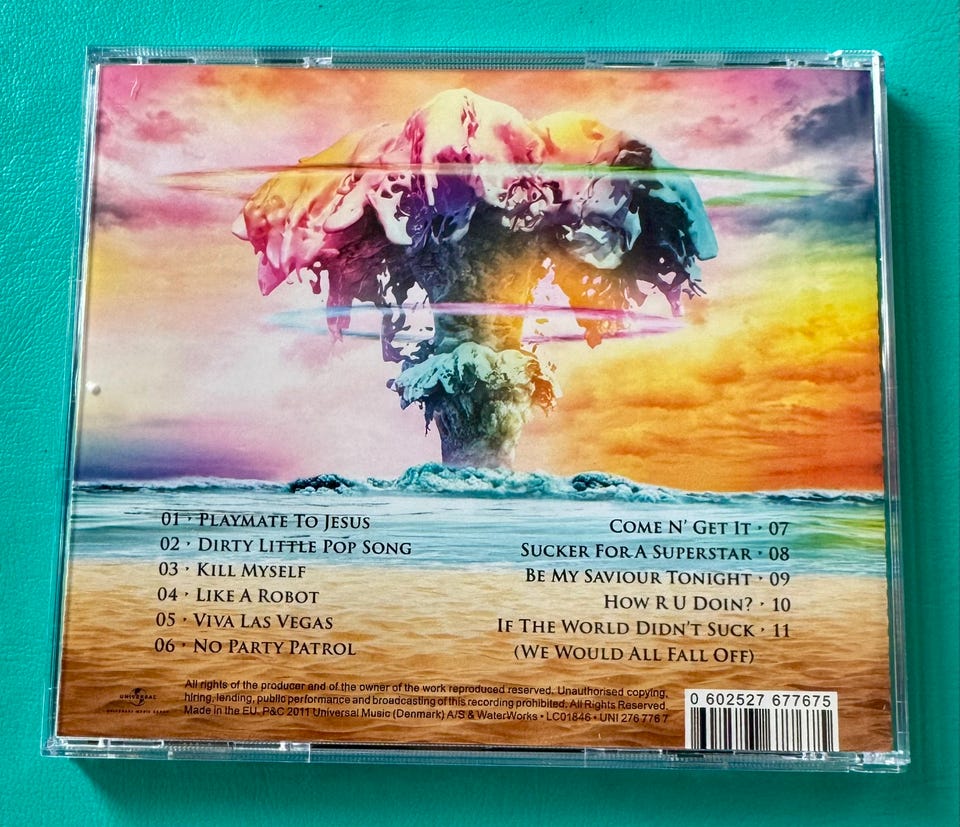 01 · Playmate To Jesus
02 · Dirty Little Pop Song
03 · Kill Myself
04 · Like A Robot
05 · Viva Las Vegas
06 · No Party Patrol
Come N' Get It · 07
Sucker For A Superstar · 08
Be My Saviour Tonight · 09
How R U Doin? · 10
If The World Didn't Suck · 11
(We Would All Fall Off)
UNIVERSAL
UNIVERSAL MUSIC GROUP
All rights of the producer and of the owner of the work reproduced reserved. Unauthorised copying,
hiring, lending, public performance and broadcasting of this recording prohibited. All Rights Reserved.
Made in the EU. P&C 2011 Universal Music (Denmark) A/S & WaterWorks · LC01846 · UNI 276 776 7
0 602527 677675